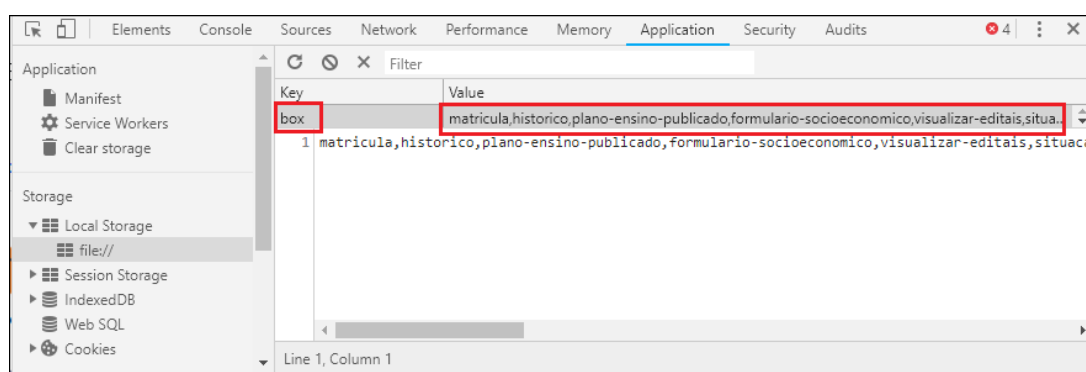 Elements Console Sources Network Performance Memory Application Security Audits 4
Application
Manifest
Service Workers
Clear storage
Storage
Local Storage
file://
Session Storage
IndexedDB
Web SQL
Cookies
Filter
Key Value
box matricula,historico,plano-ensino-publicado,formulario-socioeconomico,visualizar-editais,situa..
1 matricula,historico,plano-ensino-publicado,formulario-socioeconomico,visualizar-editais,situac
Line 1, Column 1